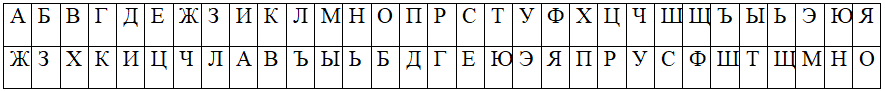 А Б В Г Д Е Ж З И К Л М Н О П Р С Т У Ф Х Ц Ч Ш Щ Ъ Ы Ь Э Ю Я
Ж З Х К И Ц Ч Л А В Ъ Ы Ь Б Д Г Е Ю Э Я П Р У С Ф Ш Т Щ М Н О